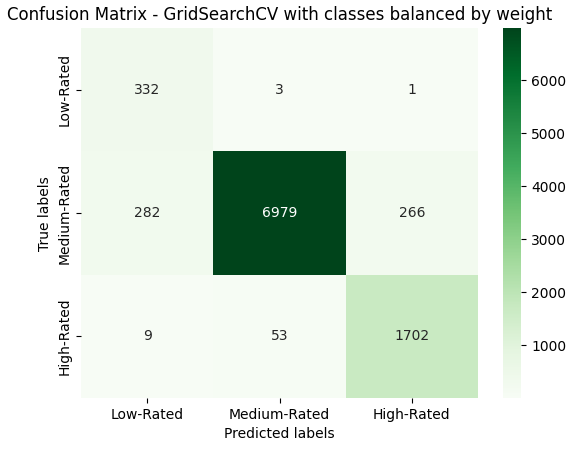 Confusion Matrix - GridSearchCV with classes balanced by weight
True labels
Low-Rated
Medium-Rated
High-Rated
332 3 1
282 6979 266
9 53 1702
Low-Rated Medium-Rated High-Rated
Predicted labels
6000
5000
4000
3000
2000
1000